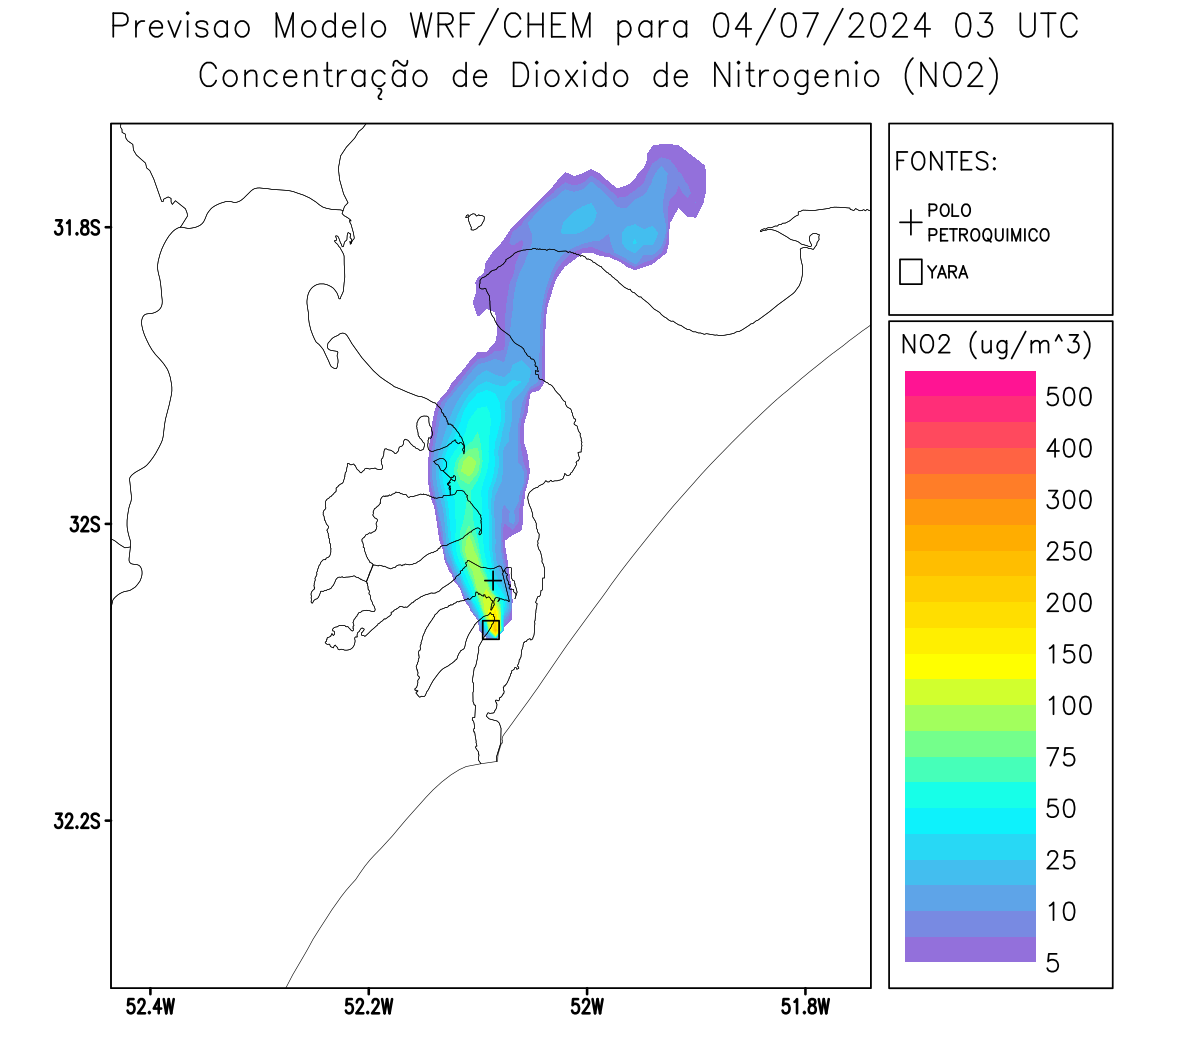 Previsao Modelo WRF/CHEM para 04/07/2024 03 UTC
Concentração de Dioxido de Nitrogenio (NO2)
FONTES:
POLO
PETROQUIMICO
YARA
NO2 (ug/m^3)
500
400
300
250
200
150
100
75
50
25
10
5
31.8S
32S
32.2S
52.4W
52.2W
52W
51.8W